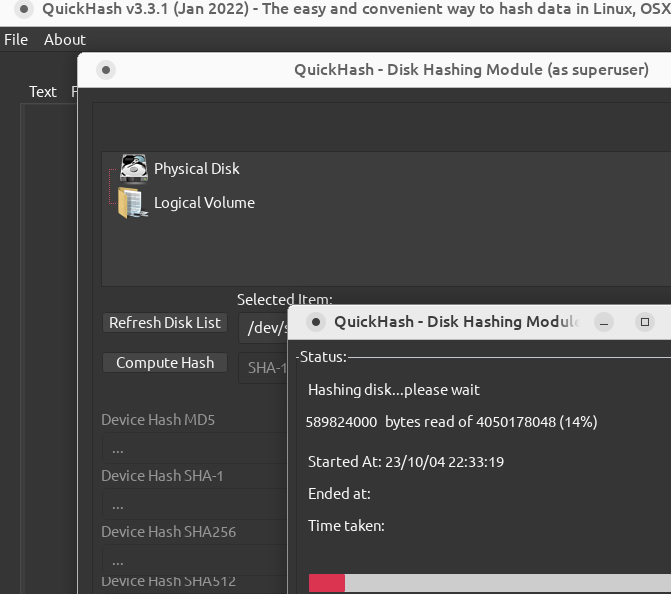 QuickHash v3.3.1 (Jan 2022) - The easy and convenient way to hash data in Linux, OSX
File About
QuickHash - Disk Hashing Module (as superuser)
Text F
Physical Disk
Logical Volume
Selected Item:
Refresh Disk List /dev/s
QuickHash - Disk Hashing Module
Status:
Compute Hash SHA-1
Hashing disk...please wait
589824000 bytes read of 4050178048 (14%)
Device Hash MD5
...
Started At: 23/10/04 22:33:19
Device Hash SHA-1
Ended at:
...
Time taken:
Device Hash SHA256
...
Device Hash SHA512